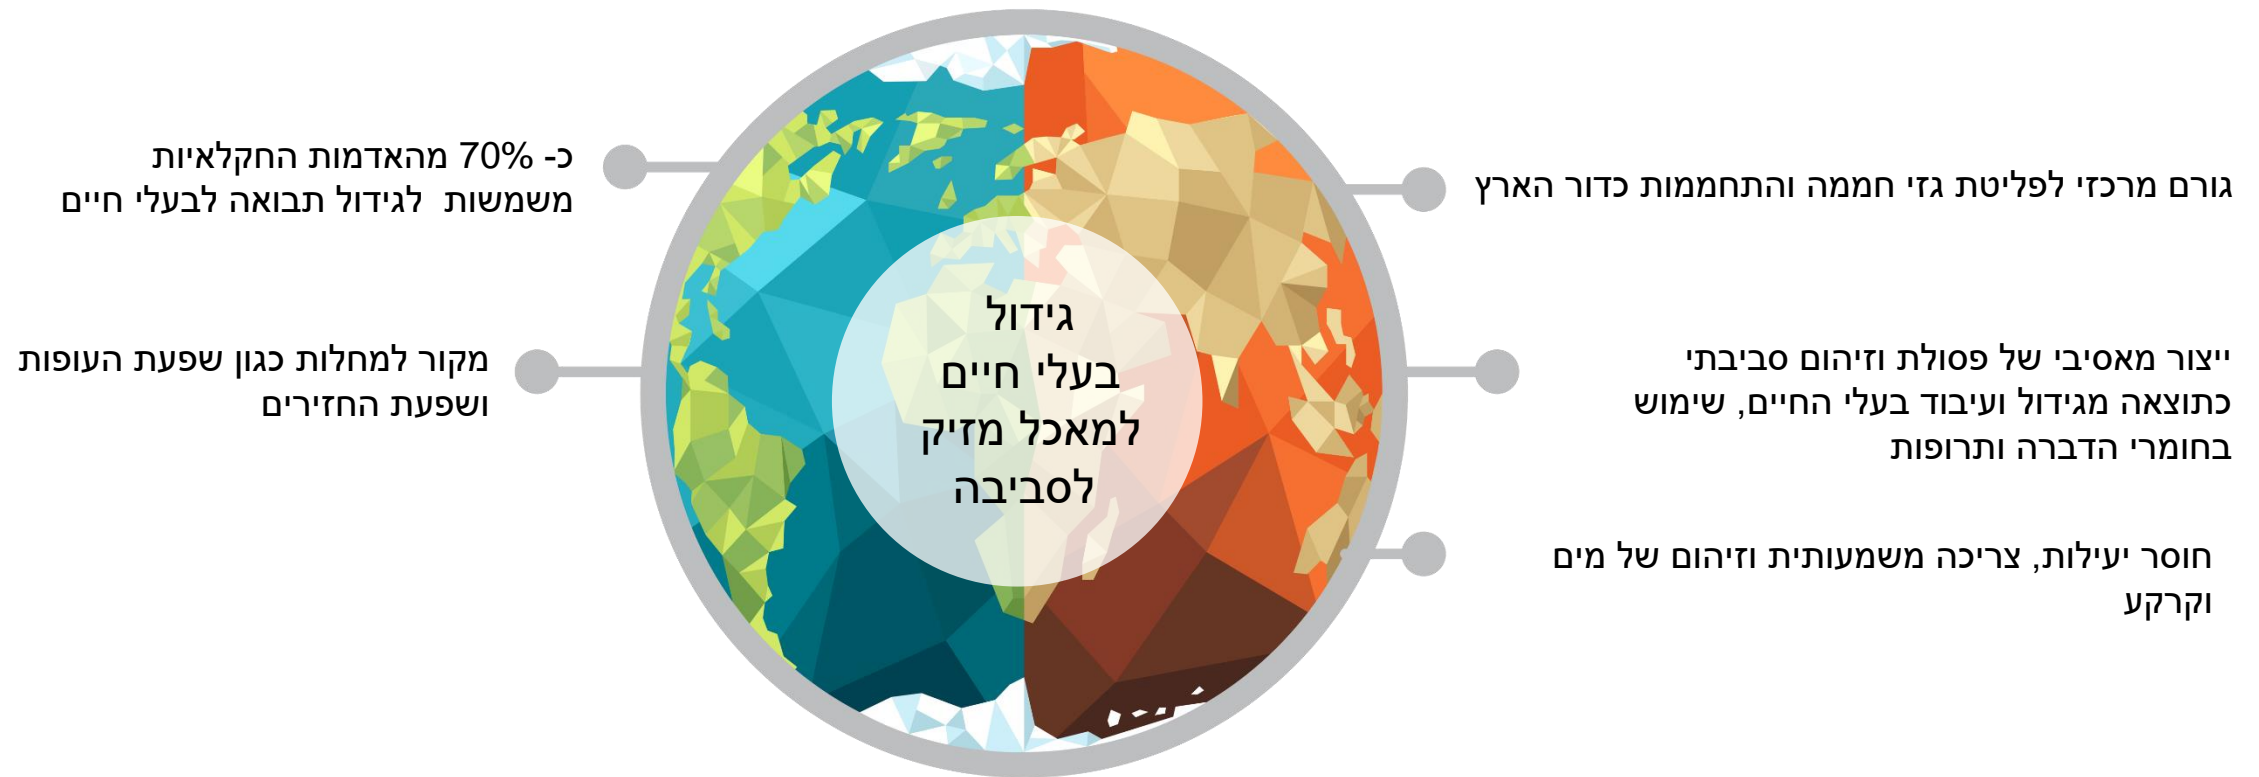 גידול
בעלי חיים
למאכל מזיק
לסביבה
גורם מרכזי לפליטת גזי חממה והתחממות כדור הארץ
ייצור מאסיבי של פסולת וזיהום סביבתי
כתוצאה מגידול ועיבוד בעלי החיים, שימוש
בחומרי הדברה ותרופות
חוסר יעילות, צריכה משמעותית וזיהום של מים
וקרקע
כ- 70% מהאדמות החקלאיות
משמשות לגידול תבואה לבעלי חיים
מקור למחלות כגון שפעת העופות
ושפעת החזירים